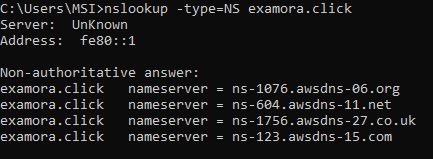 C:\Users\MSI>nslookup -type=NS examora.click
Server:  UnKnown
Address:  fe80::1
Non-authoritative answer:
examora.click   nameserver = ns-1076.awsdns-06.org
examora.click   nameserver = ns-604.awsdns-11.net
examora.click   nameserver = ns-1756.awsdns-27.co.uk
examora.click   nameserver = ns-123.awsdns-15.com